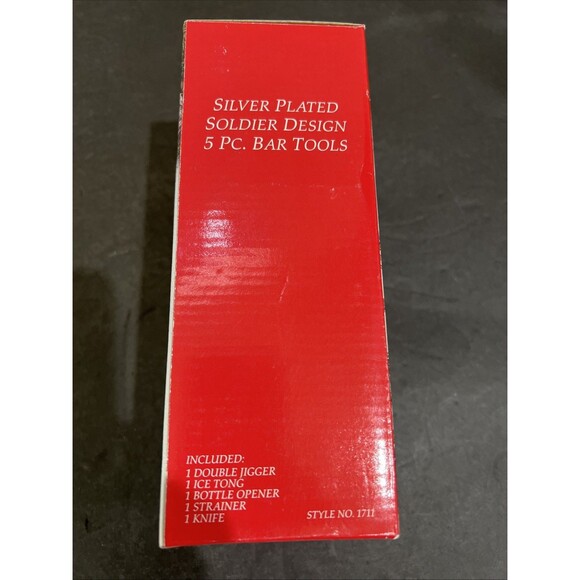 SILVER PLATED
SOLDIER DESIGN
5 PC. BAR TOOLS
INCLUDED:
1 DOUBLE JIGGER
1 ICE TONG
1 BOTTLE OPENER
1 STRAINER
1 KNIFE
STYLE NO. 1711